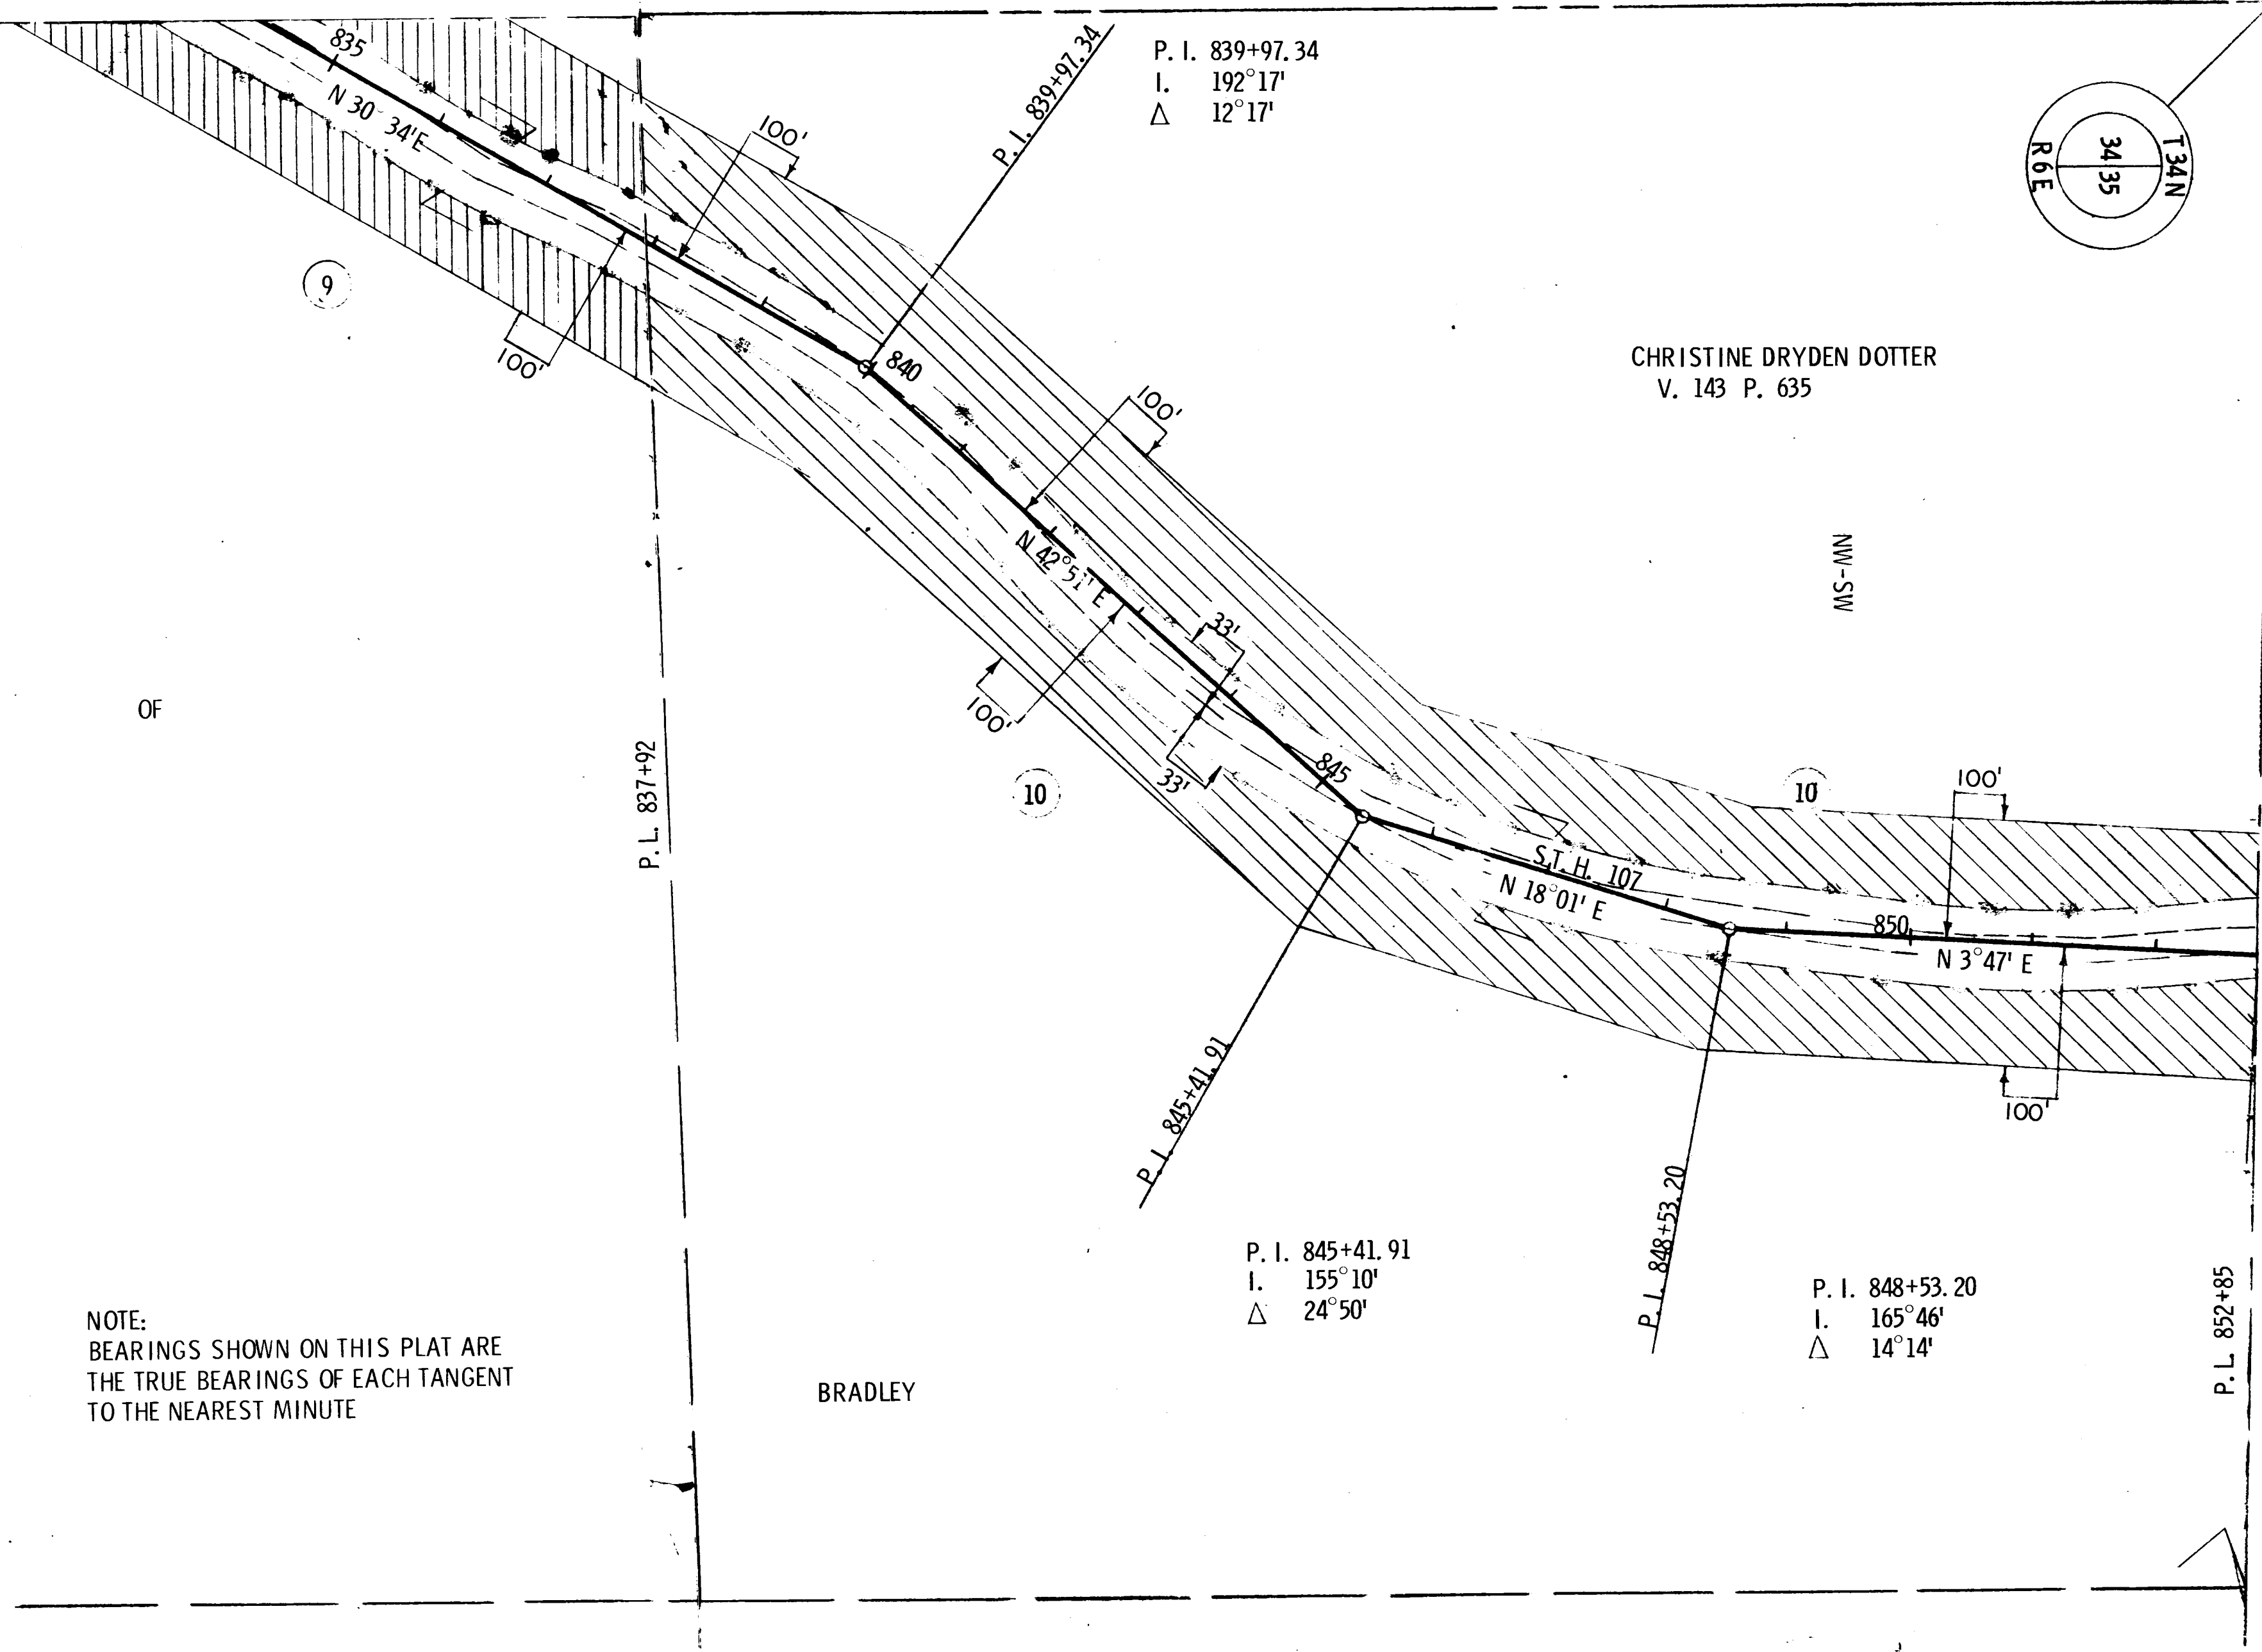 835
N 30° 34' E
100'
P. I. 839+97.34
P. I. 839+97.34
I. 192°17'
Δ 12°17'
T34N
34 35
R6E
9
100'
840
CHRISTINE DRYDEN DOTTER
V. 143 P. 635
100'
N 42°51' E
NW-SW
33'
100'
33'
OF
P. L. 837+92
10
845
10
100'
S.T.H. 107
N 18°01' E
850
N 3°47' E
100'
P. I. 845+41.91
P. I. 848+53.20
P. I. 845+41.91
I. 155°10'
Δ 24°50'
P. I. 848+53.20
I. 165°46'
Δ 14°14'
P. L. 852+85
NOTE:
BEARINGS SHOWN ON THIS PLAT ARE
THE TRUE BEARINGS OF EACH TANGENT
TO THE NEAREST MINUTE
BRADLEY